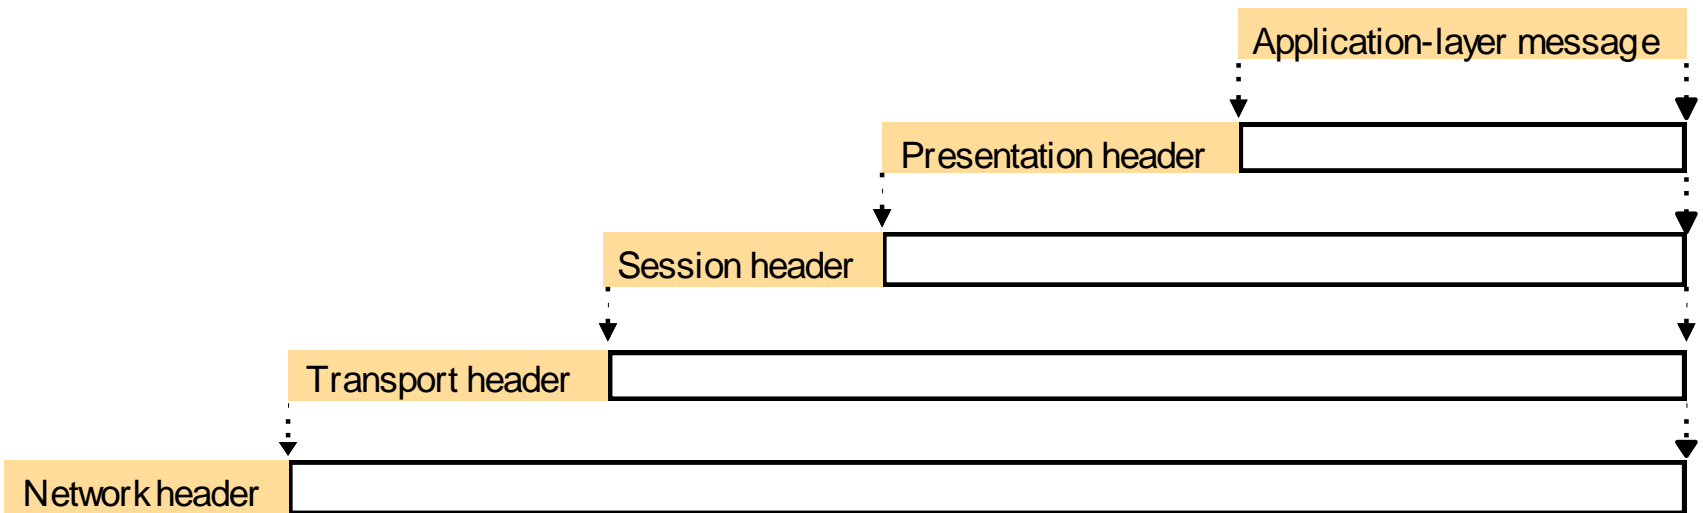 Application-layer message
Presentation header
Session header
Transport header
Network header